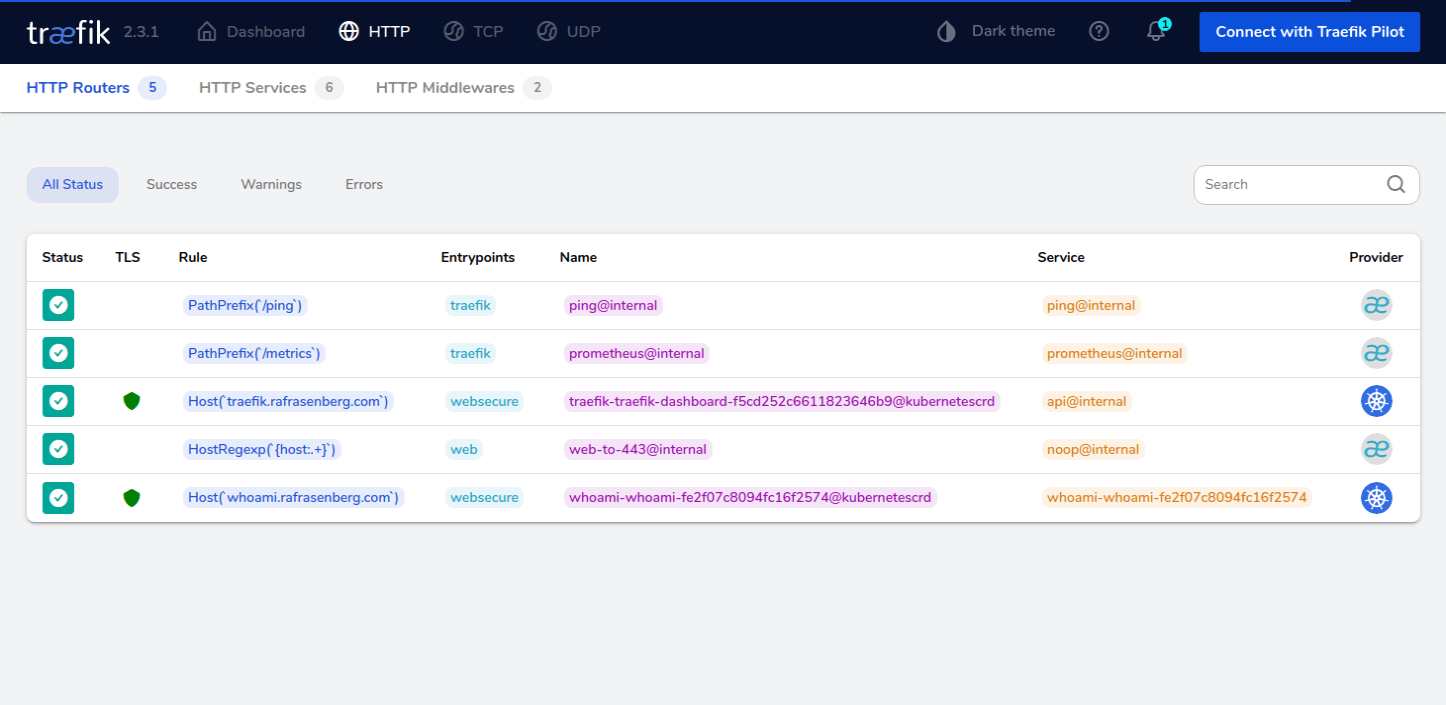 træfik 2.3.1 Dashboard HTTP TCP UDP Dark theme 1 Connect with Traefik Pilot
HTTP Routers 5 HTTP Services 6 HTTP Middlewares 2
All Status Success Warnings Errors Search
Status TLS Rule Entrypoints Name Service Provider
PathPrefix(`/ping`) traefik ping@internal ping@internal æ
PathPrefix(`/metrics`) traefik prometheus@internal prometheus@internal æ
Host(`traefik.rafrasenberg.com`) websecure traefik-traefik-dashboard-f5cd252c6611823646b9@kubernetescrd api@internal
HostRegexp(`{host:.+}`) web web-to-443@internal noop@internal æ
Host(`whoami.rafrasenberg.com`) websecure whoami-whoami-fe2f07c8094fc16f2574@kubernetescrd whoami-whoami-fe2f07c8094fc16f2574